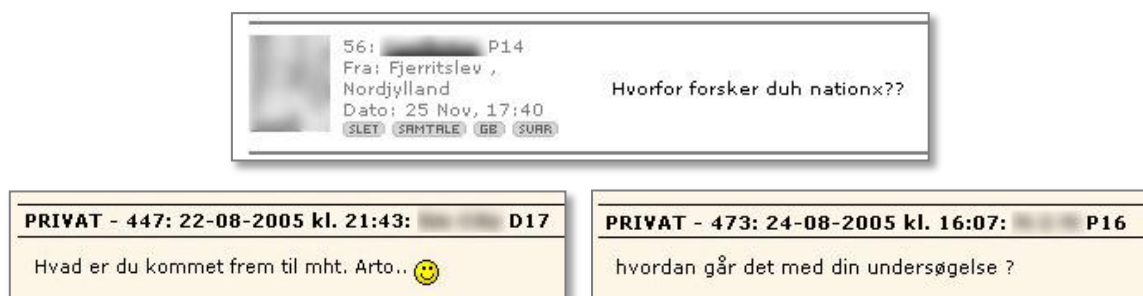 56: P14
Fra: Fjerritslev ,
Nordjylland
Dato: 25 Nov, 17:40
SLET SAMTALE GB SVAR
Hvorfor forsker duh nationx??
PRIVAT - 447: 22-08-2005 kl. 21:43: D17
Hvad er du kommet frem til mht. Arto..
PRIVAT - 473: 24-08-2005 kl. 16:07: P16
hvordan går det med din undersøgelse ?